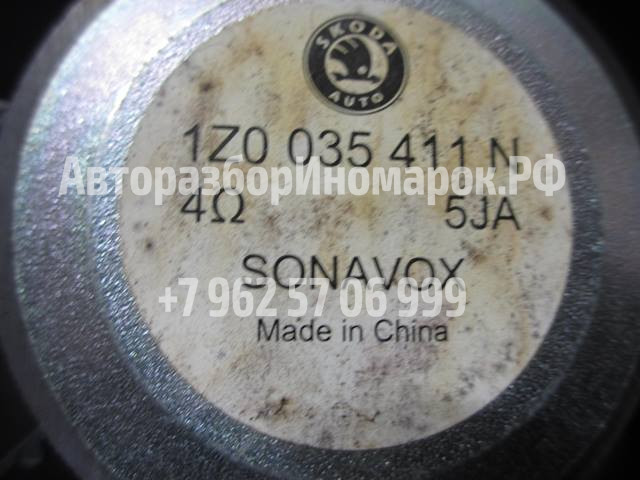 SKODA
AUTO
1Z0 035 411 N
АвторазборИномарок.РФ
4Ω 5JA
SONAVOX
+7 962 57 06 999
Made in China